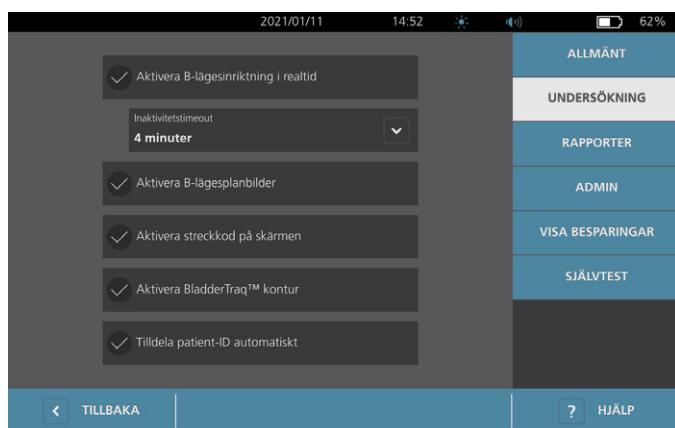 2021/01/11 14:52 62%
Aktivera B-lägesinriktning i realtid
Inaktivitetstimeout
4 minuter
Aktivera B-lägesplanbilder
Aktivera streckkod på skärmen
Aktivera BladderTraq™ kontur
Tilldela patient-ID automatiskt
ALLMÄNT
UNDERSÖKNING
RAPPORTER
ADMIN
VISA BESPARINGAR
SJÄLVTEST
TILLBAKA
? HJÄLP